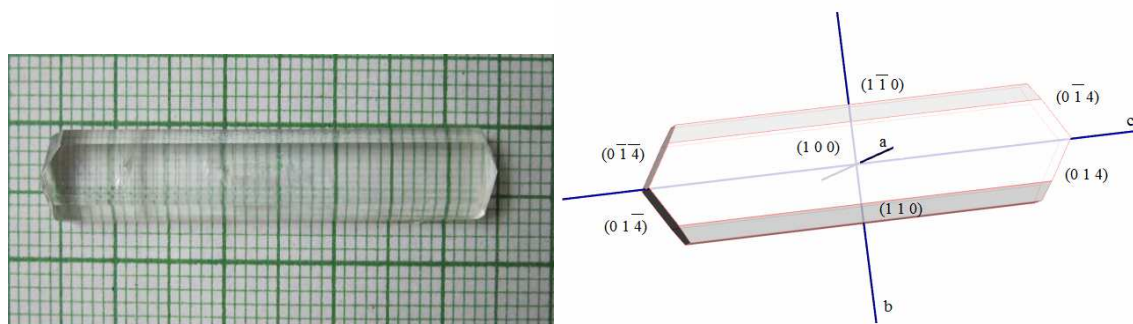 (1 1̅ 0)
(0 1̅ 4)
c
a
(1 0 0)
(0 1̅ 4̅)
(0 1 4)
(1 1 0)
(0 1 4̅)
b